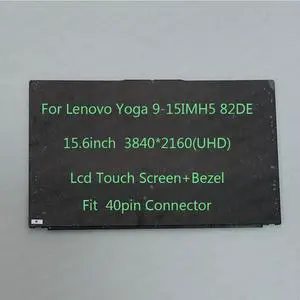 For Lenovo Yoga 9-15IMH5 82DE
15.6inch 3840*2160(UHD)
Lcd Touch Screen+Bezel
Fit 40pin Connector